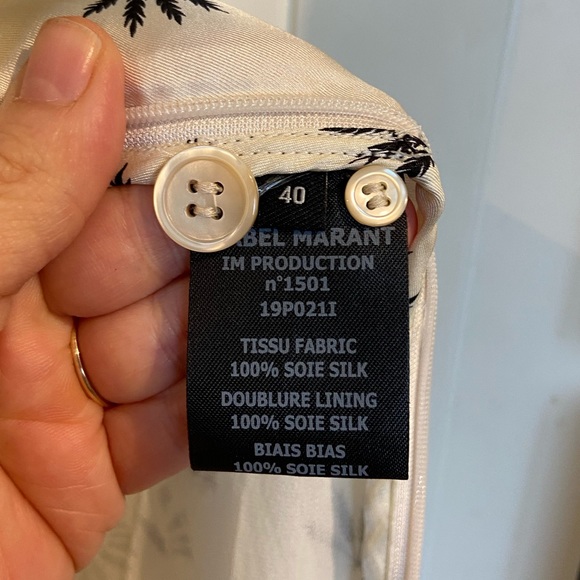 40
ABEL MARANT
IM PRODUCTION
n°1501
19P021I
TISSU FABRIC
100% SOIE SILK
DOUBLURE LINING
100% SOIE SILK
BIAIS BIAS
100% SOIE SILK